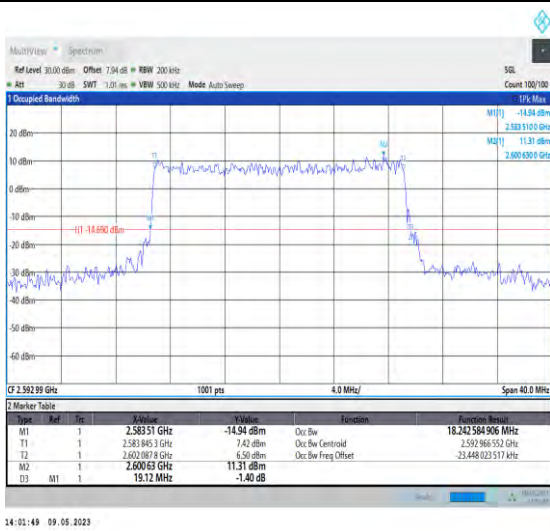 MultiView Spectrum
Ref Level 30.00 dBm Offset 7.94 dB RBW 200 kHz SGL
Att 30 dB SWT 1.01 ms VBW 500 kHz Mode Auto Sweep Count 100/100
1 Occupied Bandwidth 1Pk Max
M1[1] -14.94 dBm
2.583 510 0 GHz
M2[1] 11.31 dBm
2.600 630 0 GHz
20 dBm
10 dBm
0 dBm
-10 dBm
H1 -14.690 dBm
-20 dBm
-30 dBm
-40 dBm
-50 dBm
-60 dBm
CF 2.592 99 GHz 1001 pts 4.0 MHz/ Span 40.0 MHz
2 Marker Table
Type Ref Trc X-Value Y-Value Function Function Result
M1 1 2.583 51 GHz -14.94 dBm Occ Bw 18.242 584 906 MHz
T1 1 2.583 845 3 GHz 7.42 dBm Occ Bw Centroid 2.592 966 552 GHz
T2 1 2.602 087 8 GHz 6.50 dBm Occ Bw Freq Offset -23.448 023 517 kHz
M2 1 2.600 63 GHz 11.31 dBm
D3 M1 1 19.12 MHz -1.40 dB
14:01:49 09.05.2023